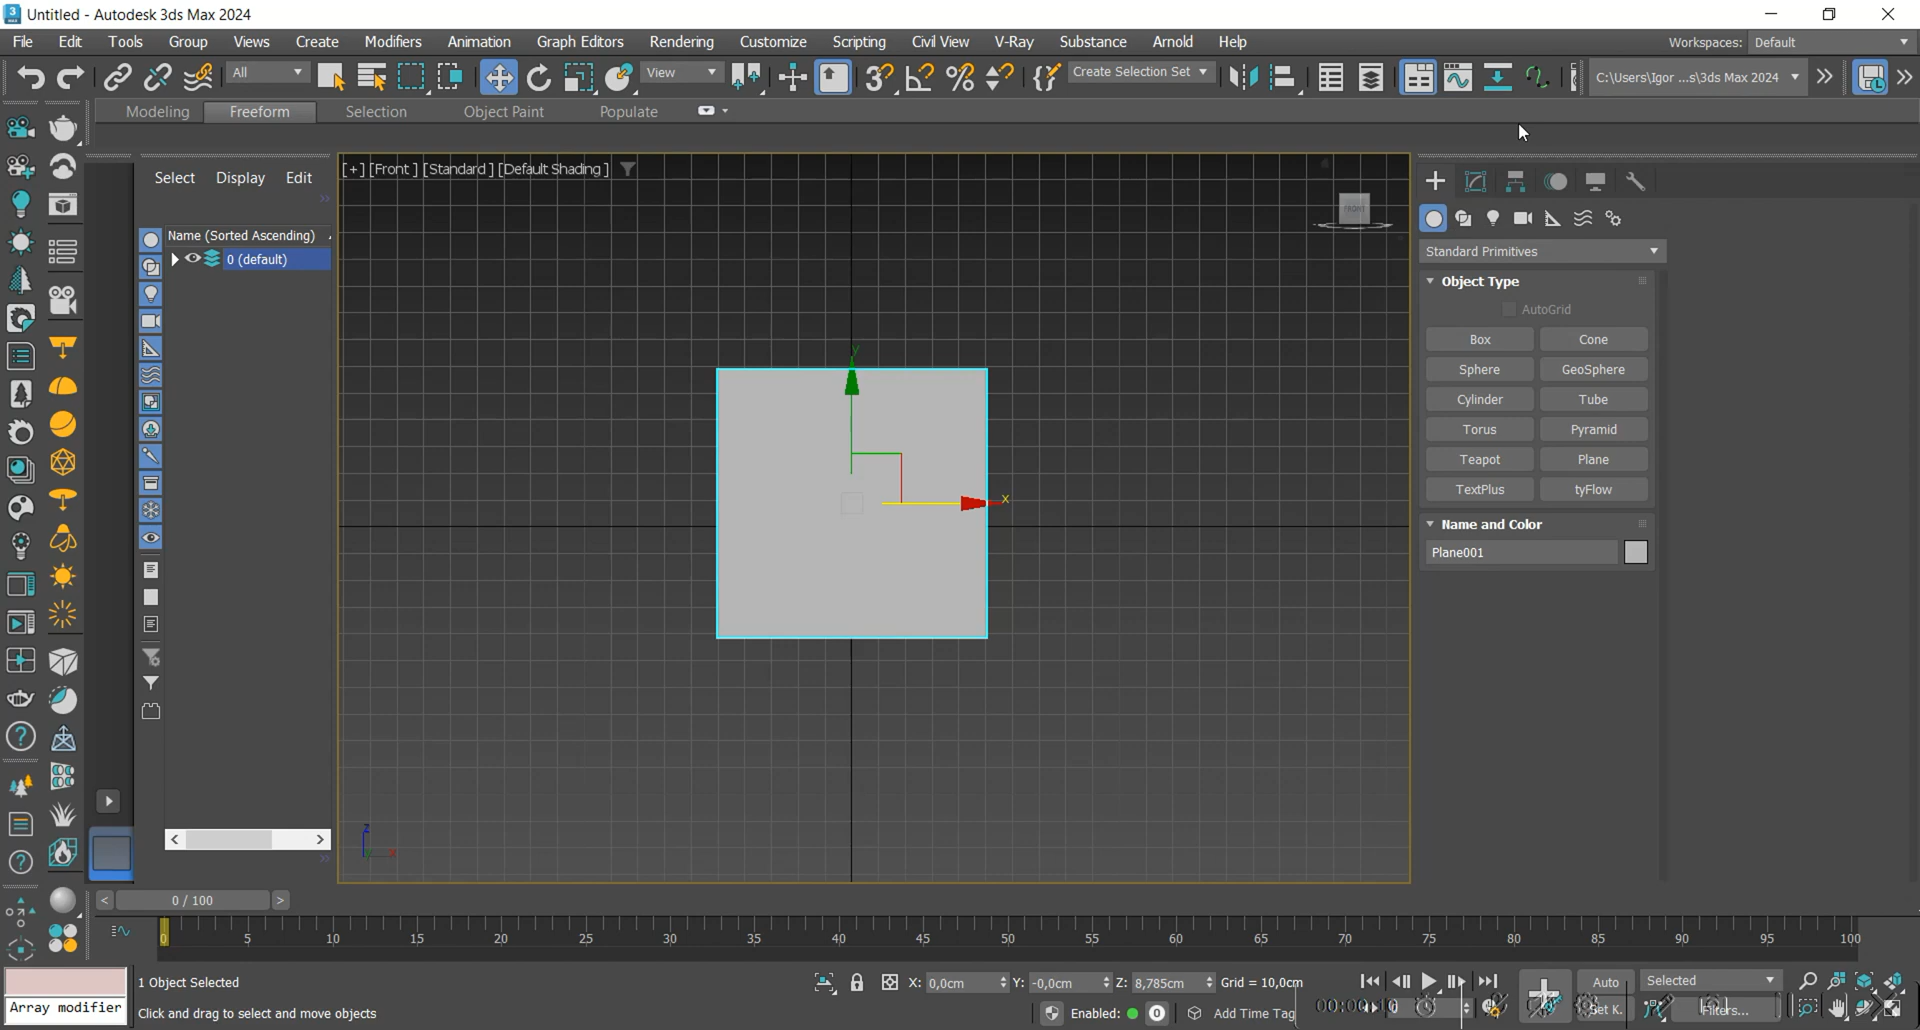 Untitled - Autodesk 3ds Max 2024
File Edit Tools Group Views Create Modifiers Animation Graph Editors Rendering Customize Scripting Civil View V-Ray Substance Arnold Help Workspaces: Default
All View Create Selection Set C:\Users\Igor ...s\3ds Max 2024
Modeling Freeform Selection Object Paint Populate
Select Display Edit
[+] [Front ] [Standard ] [Default Shading ]
FRONT
Name (Sorted Ascending)
0 (default)
Standard Primitives
Object Type
AutoGrid
Box Cone
Sphere GeoSphere
Cylinder Tube
Torus Pyramid
Teapot Plane
TextPlus tyFlow
Name and Color
Plane001
y
x
z
x
0 / 100
0 5 10 15 20 25 30 35 40 45 50 55 60 65 70 75 80 85 90 95 100
1 Object Selected X: 0,0cm Y: -0,0cm Z: 8,785cm Grid = 10,0cm Auto Selected
Array modifier Click and drag to select and move objects Enabled: 0 Add Time Tag 0 Set K. Filters...